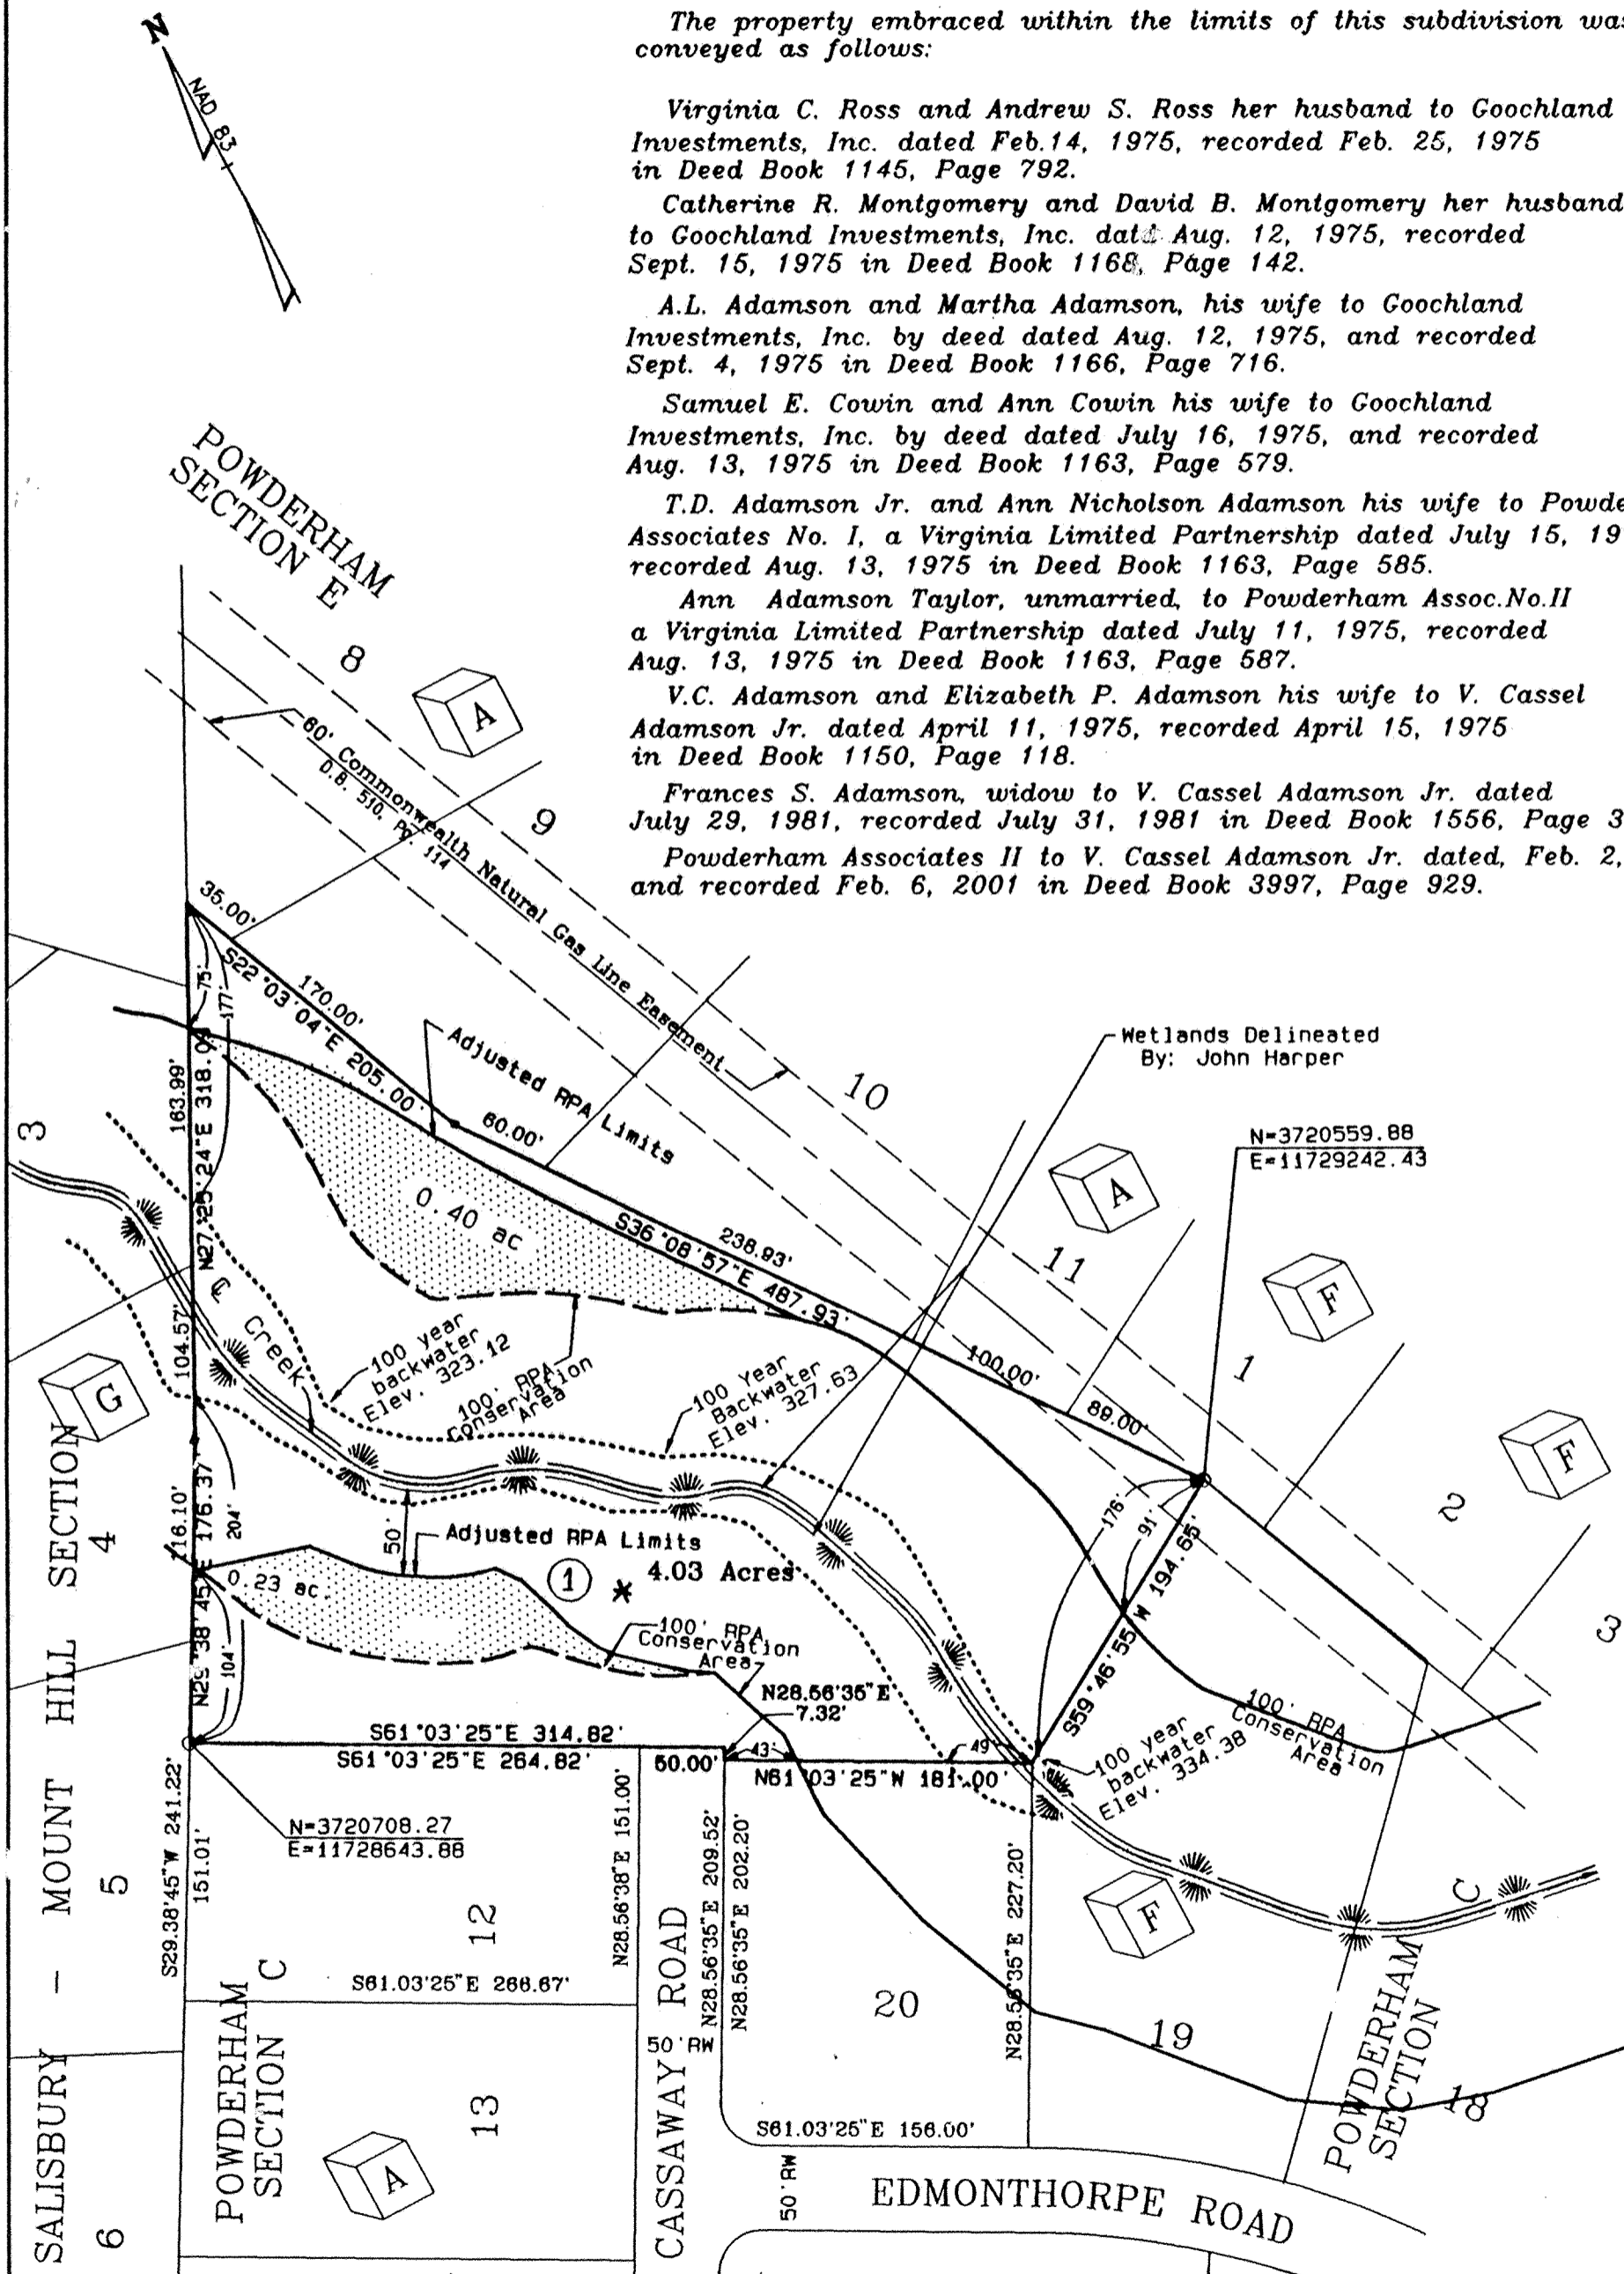 N
NAD 83
The property embraced within the limits of this subdivision was
conveyed as follows:
Virginia C. Ross and Andrew S. Ross her husband to Goochland
Investments, Inc. dated Feb.14, 1975, recorded Feb. 25, 1975
in Deed Book 1145, Page 792.
Catherine R. Montgomery and David B. Montgomery her husband
to Goochland Investments, Inc. Aug. 12, 1975, recorded
Sept. 15, 1975 in Deed Book 1168, Page 142.
A.L. Adamson and Martha Adamson, his wife to Goochland
Investments, Inc. by deed dated Aug. 12, 1975, and recorded
Sept. 4, 1975 in Deed Book 1166, Page 716.
Samuel E. Cowin and Ann Cowin his wife to Goochland
Investments, Inc. by deed dated July 16, 1975, and recorded
Aug. 13, 1975 in Deed Book 1163, Page 579.
T.D. Adamson Jr. and Ann Nicholson Adamson his wife to Powde
Associates No. I, a Virginia Limited Partnership dated July 15, 19
recorded Aug. 13, 1975 in Deed Book 1163, Page 585.
Ann Adamson Taylor, unmarried, to Powderham Assoc.No.II
a Virginia Limited Partnership dated July 11, 1975, recorded
Aug. 13, 1975 in Deed Book 1163, Page 587.
V.C. Adamson and Elizabeth P. Adamson his wife to V. Cassel
Adamson Jr. dated April 11, 1975, recorded April 15, 1975
in Deed Book 1150, Page 118.
Frances S. Adamson, widow to V. Cassel Adamson Jr. dated
July 29, 1981, recorded July 31, 1981 in Deed Book 1556, Page 3
Powderham Associates II to V. Cassel Adamson Jr. dated, Feb. 2,
and recorded Feb. 6, 2001 in Deed Book 3997, Page 929.
POWDERHAM
SECTION E
8
A
60' Commonwealth Natural Gas Line Easement
D.B. 510, Pg. 114
9
35.00'
75'
177'
170.00'
S22°03'04"E 205.00'
Adjusted RPA Limits
60.00'
10
Wetlands Delineated
By: John Harper
N=3720559.88
E=11729242.43
A
3
163.99'
N27°25'24"E 318.05
0.40 ac
238.93'
S36°08'57"E 487.93'
11
F
1
100.00'
89.00'
℄ Creek
104.57'
100 year
backwater
Elev. 323.12
100' RPA
Conservation
Area
100 Year
Backwater
Elev. 327.63
G
4
F
2
3
116.10'
N29°38'45"E 176.37'
204'
50'
Adjusted RPA Limits
0.23 ac.
1
* 4.03 Acres
176'
91'
S59°46'55"W 194.65'
104'
100' RPA
Conservation
Area
N28.56'35"E
7.32'
S61°03'25"E 314.82'
S61°03'25"E 264.82'
50.00'
43'
49'
N61°03'25"W 181.00'
100' RPA
Conservation
Area
100 year
backwater
Elev. 334.38
S29.38'45"W 241.22'
151.01'
N=3720708.27
E=11728643.88
N28.56'38"E 151.00'
N28.56'35"E 209.52'
N28.56'35"E 202.20'
N28.56'35"E 227.20'
F
C
5
12
S61.03'25"E 266.67'
20
19
18
POWDERHAM
SECTION
SALISBURY - MOUNT HILL SECTION
6
POWDERHAM
SECTION C
13
A
CASSAWAY ROAD
50'RW
S61.03'25"E 156.00'
50'RW
EDMONTHORPE ROAD